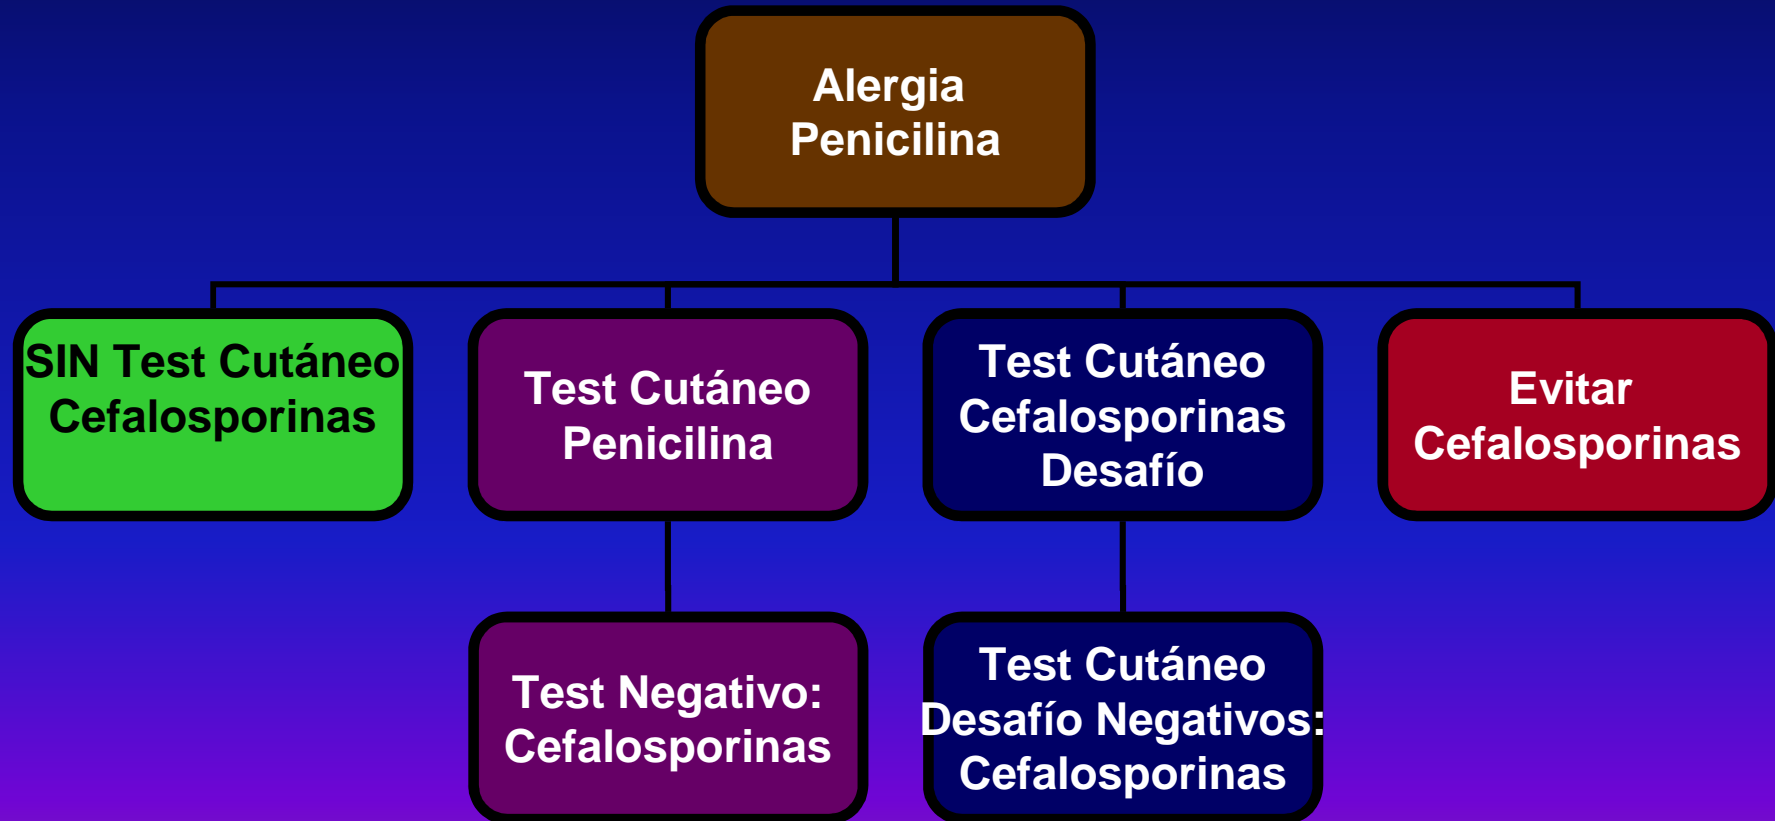 Alergia
Penicilina
SIN Test Cutáneo
Cefalosporinas
Test Cutáneo
Penicilina
Test Cutáneo
Cefalosporinas
Desafío
Evitar
Cefalosporinas
Test Negativo:
Cefalosporinas
Test Cutáneo
Desafío Negativos:
Cefalosporinas